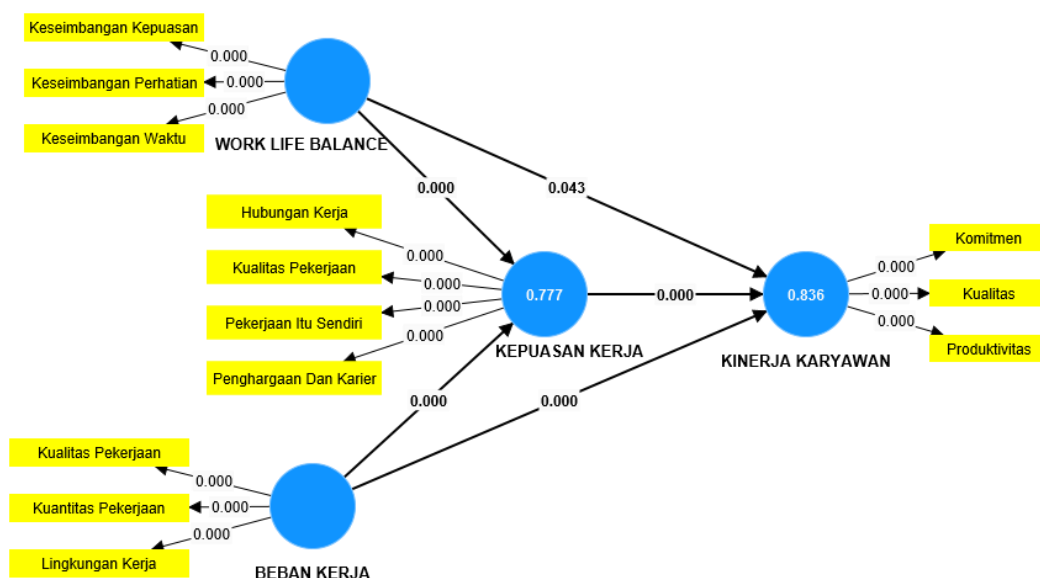 Keseimbangan Kepuasan
0.000
Keseimbangan Perhatian
0.000
0.000
Keseimbangan Waktu
WORK LIFE BALANCE
0.000
0.043
Hubungan Kerja
0.000
Kualitas Pekerjaan
0.000
0.000
Pekerjaan Itu Sendiri
0.000
Penghargaan Dan Karier
0.777
KEPUASAN KERJA
0.000
0.836
KINERJA KARYAWAN
Komitmen
0.000
0.000
Kualitas
0.000
Produktivitas
0.000
0.000
Kualitas Pekerjaan
0.000
Kuantitas Pekerjaan
0.000
0.000
Lingkungan Kerja
BEBAN KERJA